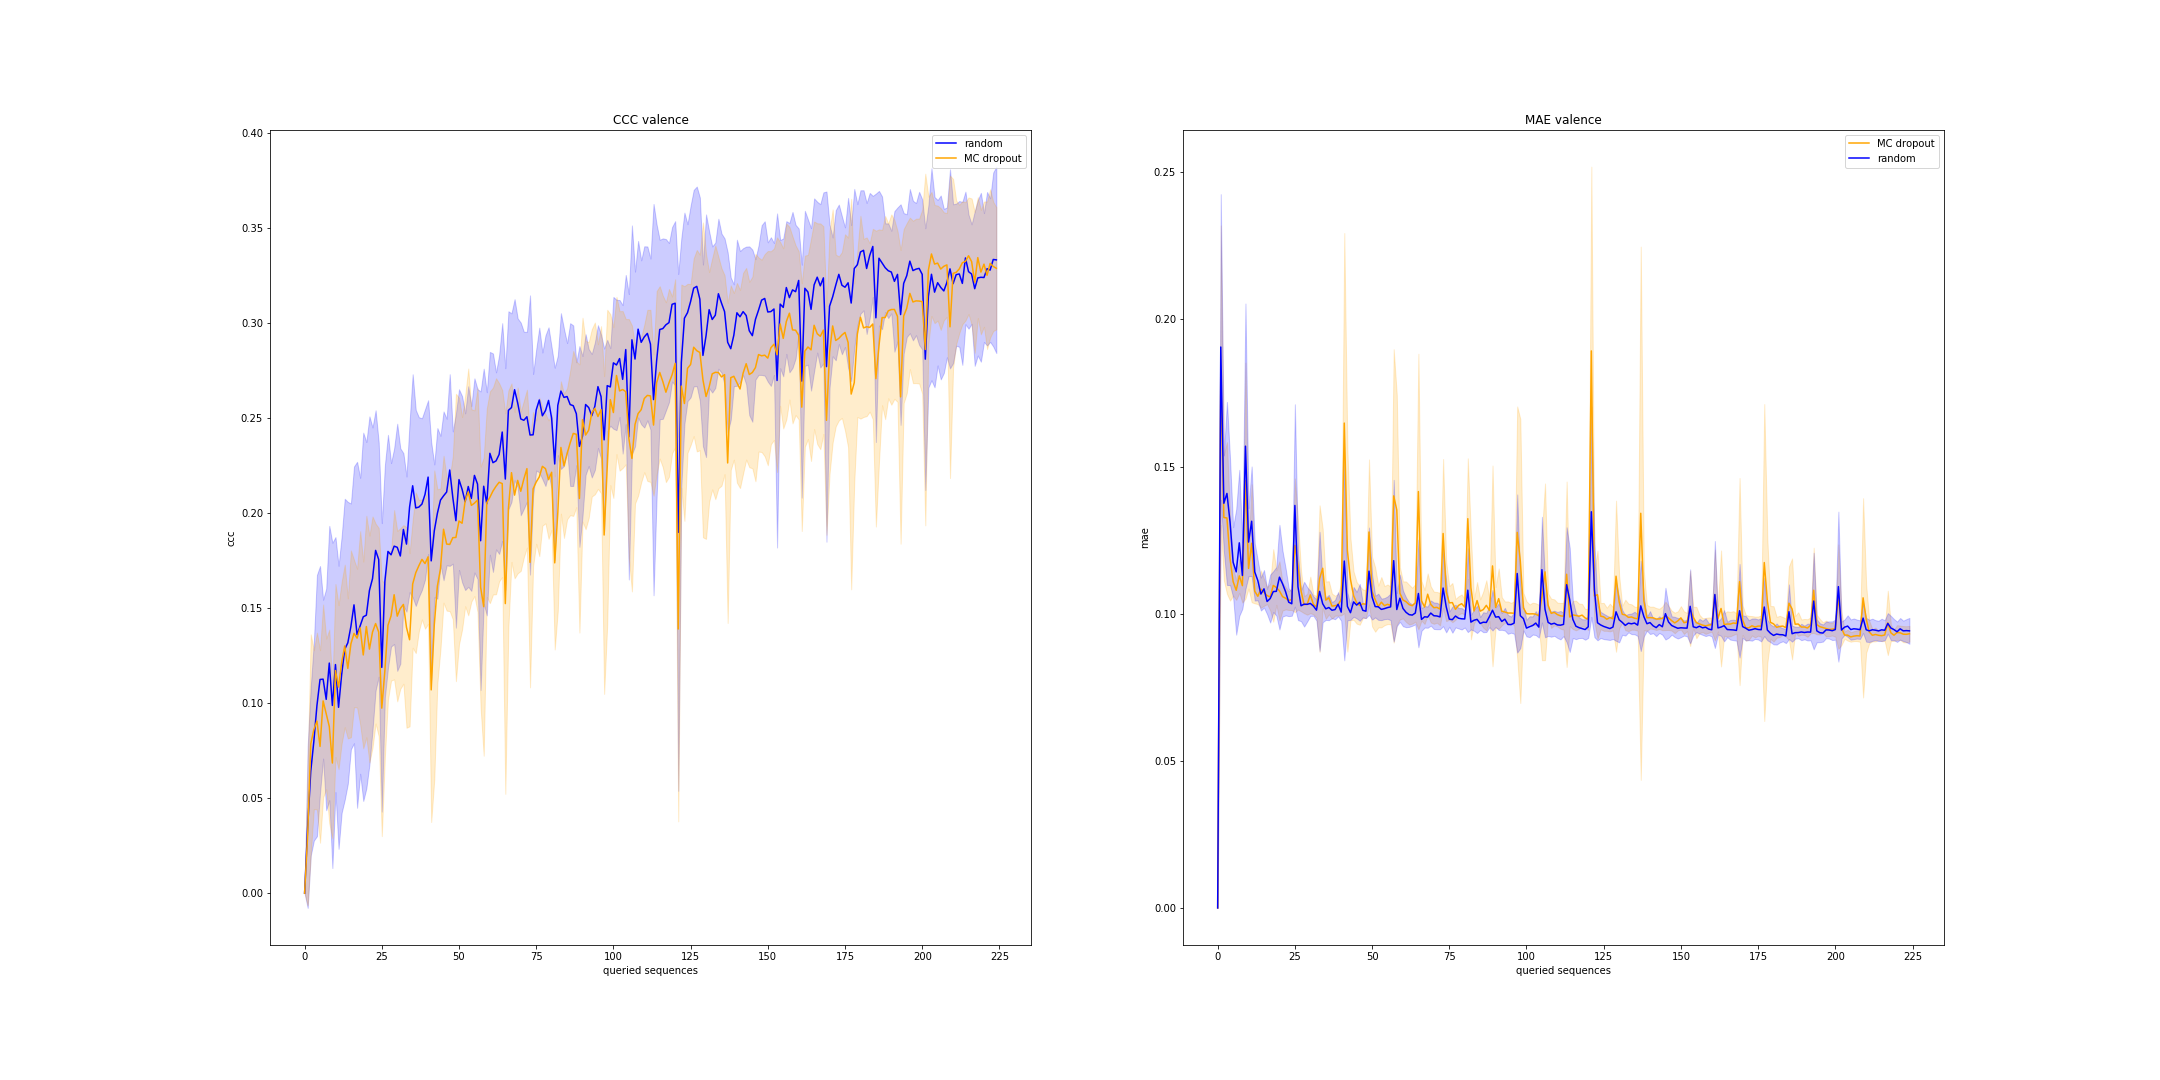 CCC valence
random
MC dropout
0.40
0.35
0.30
0.25
0.20
0.15
0.10
0.05
0.00
ccc
0 25 50 75 100 125 150 175 200 225
queried sequences
MAE valence
MC dropout
random
0.25
0.20
0.15
0.10
0.05
0.00
mae
0 25 50 75 100 125 150 175 200 225
queried sequences